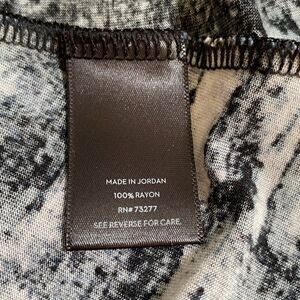 MADE IN JORDAN
100% RAYON
RN# 73277
SEE REVERSE FOR CARE.